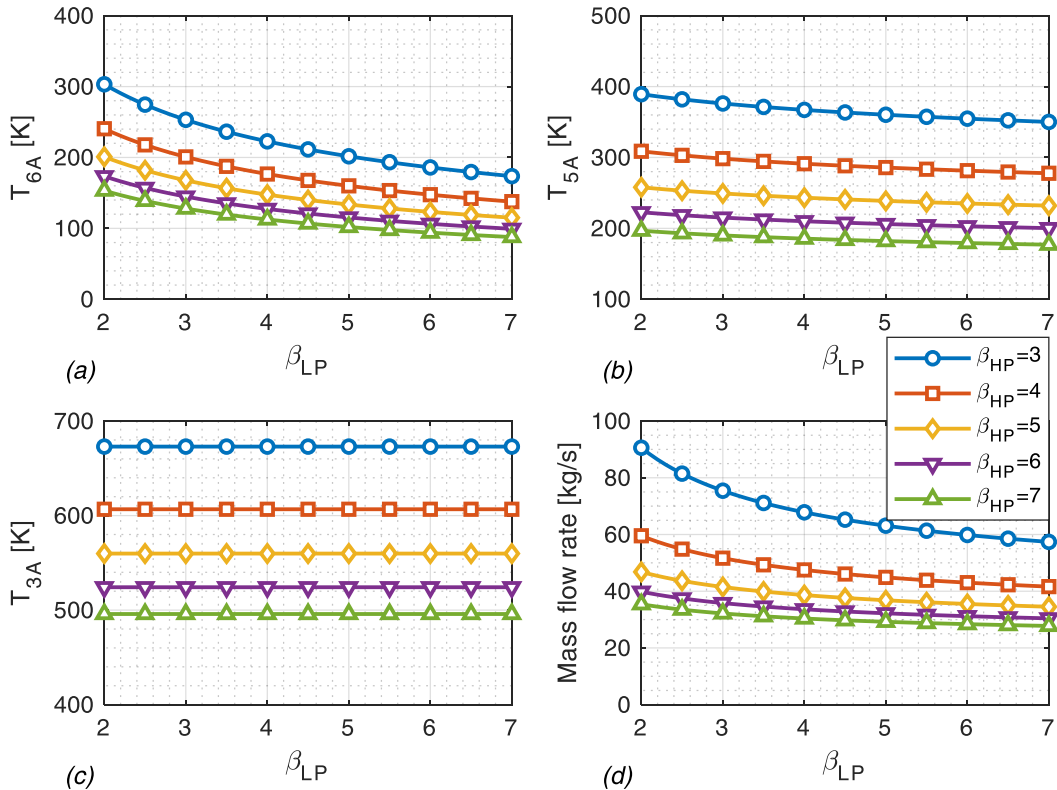 400
300
200
100
0
T6A [K]
2 3 4 5 6 7
(a)
βLP
500
400
300
200
100
T5A [K]
2 3 4 5 6 7
(b)
βLP
βHP=3
βHP=4
βHP=5
βHP=6
βHP=7
700
600
500
400
T3A [K]
2 3 4 5 6 7
(c)
βLP
100
80
60
40
20
0
Mass flow rate [kg/s]
2 3 4 5 6 7
(d)
βLP